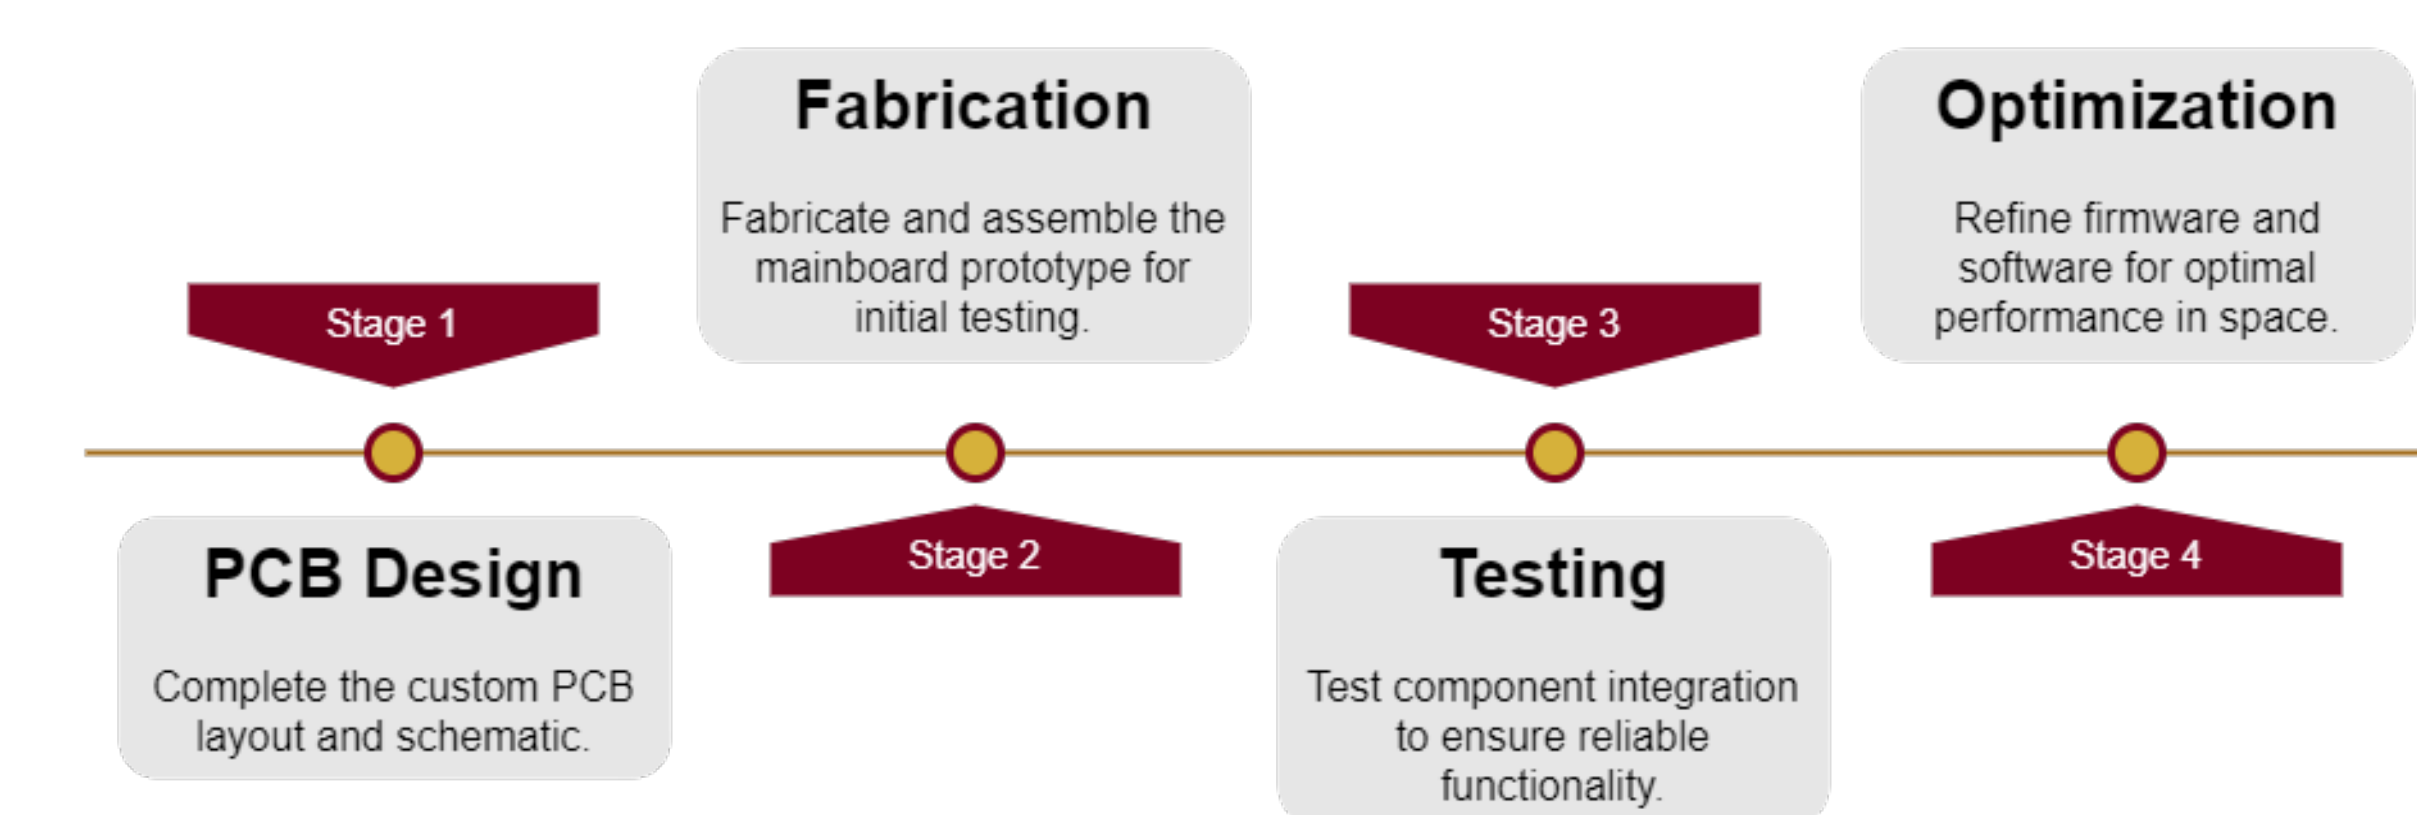 Stage 1
PCB Design
Complete the custom PCB
layout and schematic.
Fabrication
Fabricate and assemble the
mainboard prototype for
initial testing.
Stage 2
Stage 3
Testing
Test component integration
to ensure reliable
functionality.
Optimization
Refine firmware and
software for optimal
performance in space.
Stage 4